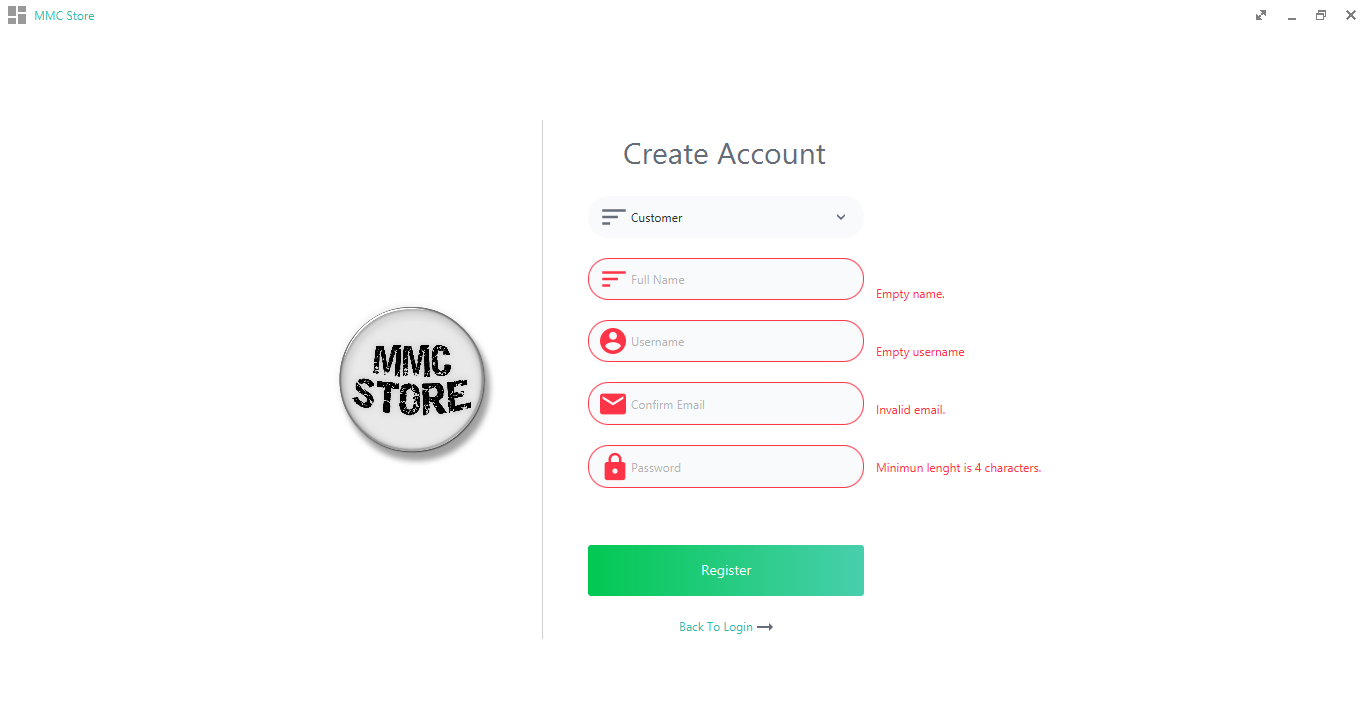 MMC Store
Create Account
Customer
Full Name
Empty name.
Username
Empty username
Confirm Email
Invalid email.
Password
Minimun lenght is 4 characters.
MMC
STORE
Register
Back To Login